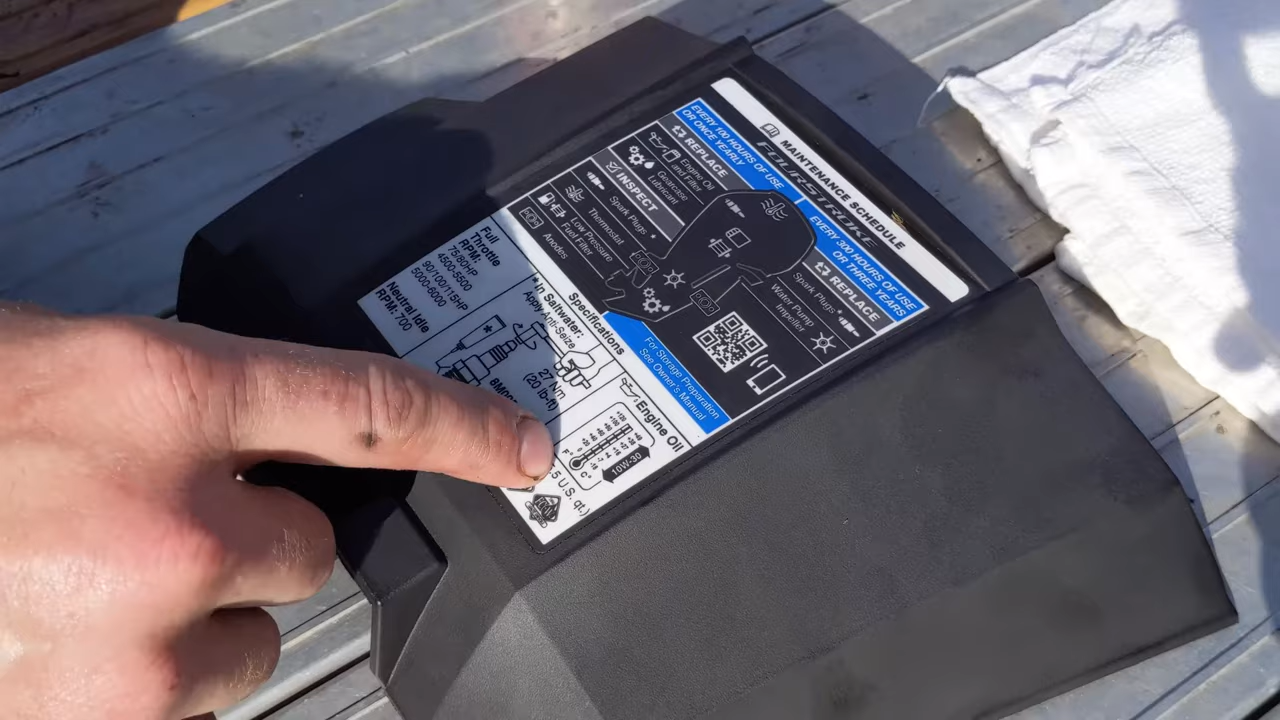 MAINTENANCE SCHEDULE
FOURSTROKE
EVERY 100 HOURS OF USE
OR ONCE YEARLY
REPLACE
Engine Oil
and Filter
Gearcase
Lubricant
INSPECT
Spark Plugs *
Thermostat
Low Pressure
Fuel Filter
Anodes
EVERY 300 HOURS OF USE
OR THREE YEARS
REPLACE
Spark Plugs *
Water Pump
Impeller
For Storage Preparation
See Owner's Manual
Specifications
* In Saltwater:
Apply Anti-Seize
27 Nm
(20 lb-ft)
Full
Throttle
RPM:
75/80HP
4500-5500
90/100/115HP
5000-6000
Neutral Idle
RPM: 700
Engine Oil
F°
C°
10W-30
5 U.S. qt.)